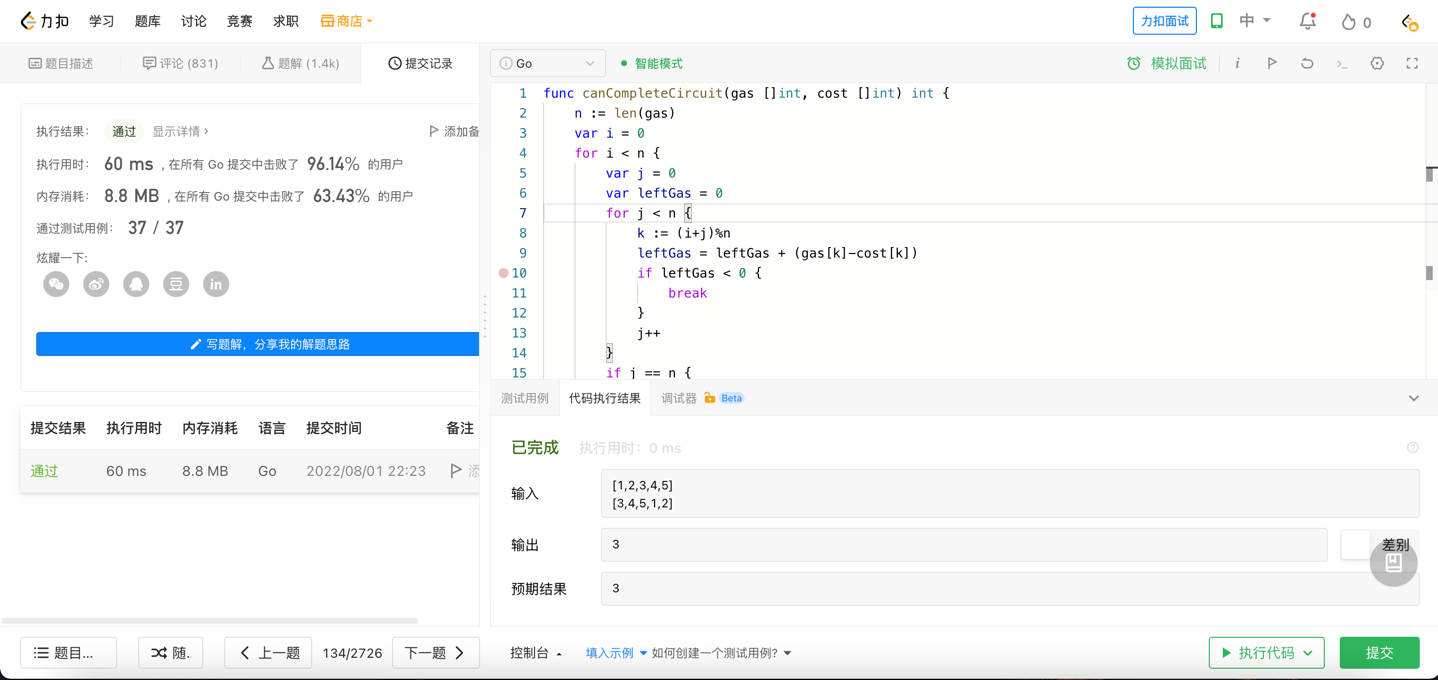 力扣 学习 题库 讨论 竞赛 求职 商店 力扣面试 中 0
题目描述 评论 (831) 题解 (1.4k) 提交记录
执行结果： 通过 显示详情 › 添加备
执行用时： 60 ms , 在所有 Go 提交中击败了 96.14% 的用户
内存消耗： 8.8 MB , 在所有 Go 提交中击败了 63.43% 的用户
通过测试用例： 37 / 37
炫耀一下:
豆 in
写题解，分享我的解题思路
提交结果 执行用时 内存消耗 语言 提交时间 备注
通过 60 ms 8.8 MB Go 2022/08/01 22:23 添
题目... 随. 上一题 134/2726 下一题
i Go 智能模式 模拟面试 i
1 func canCompleteCircuit(gas []int, cost []int) int {
2 n := len(gas)
3 var i = 0
4 for i < n {
5 var j = 0
6 var leftGas = 0
7 for j < n {
8 k := (i+j)%n
9 leftGas = leftGas + (gas[k]-cost[k])
10 if leftGas < 0 {
11 break
12 }
13 j++
14 }
15 if j == n {
测试用例 代码执行结果 调试器 Beta
已完成 执行用时：0 ms
输入
[1,2,3,4,5]
[3,4,5,1,2]
输出 3 差别
预期结果 3
控制台 填入示例 如何创建一个测试用例? 执行代码 提交